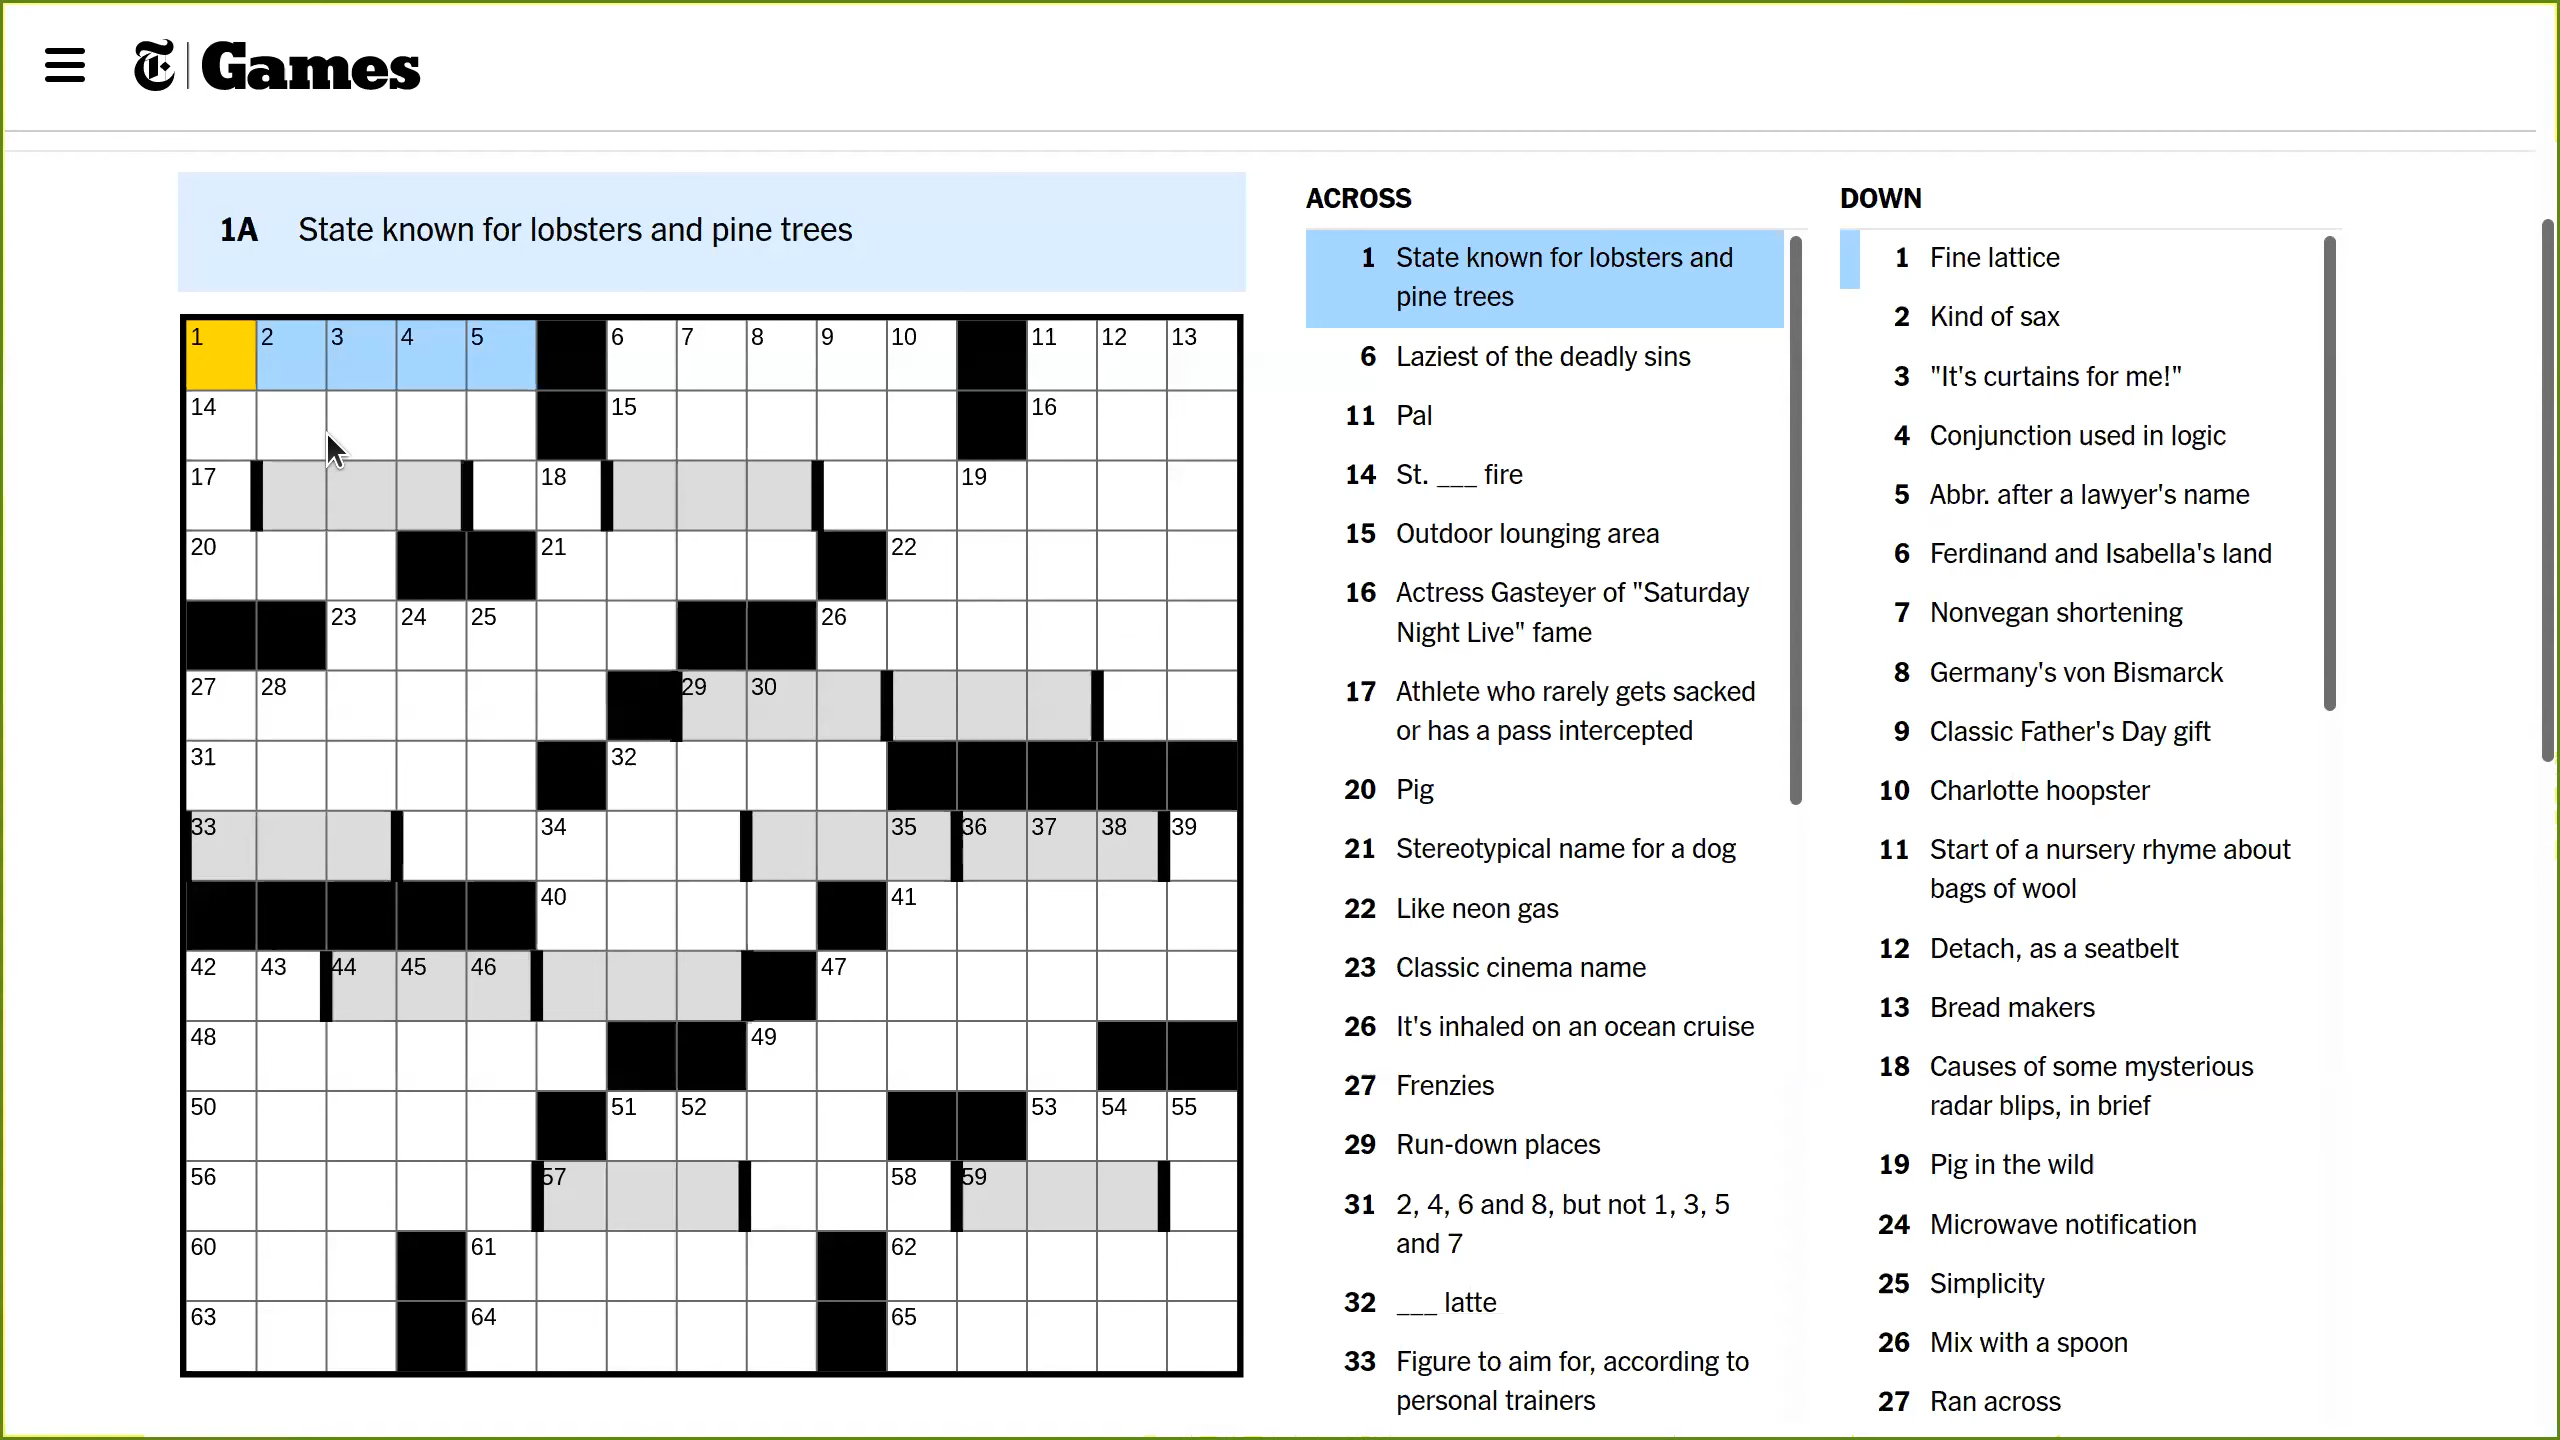 T Games
1A State known for lobsters and pine trees
1 2 3 4 5 6 7 8 9 10 11 12 13
14 15 16
17 18 19
20 21 22
23 24 25 26
27 28 29 30
31 32
33 34 35 36 37 38 39
40 41
42 43 44 45 46 47
48 49
50 51 52 53 54 55
56 57 58 59
60 61 62
63 64 65
ACROSS
1 State known for lobsters and
pine trees
6 Laziest of the deadly sins
11 Pal
14 St. ___ fire
15 Outdoor lounging area
16 Actress Gasteyer of "Saturday
Night Live" fame
17 Athlete who rarely gets sacked
or has a pass intercepted
20 Pig
21 Stereotypical name for a dog
22 Like neon gas
23 Classic cinema name
26 It's inhaled on an ocean cruise
27 Frenzies
29 Run-down places
31 2, 4, 6 and 8, but not 1, 3, 5
and 7
32 ___ latte
33 Figure to aim for, according to
personal trainers
DOWN
1 Fine lattice
2 Kind of sax
3 "It's curtains for me!"
4 Conjunction used in logic
5 Abbr. after a lawyer's name
6 Ferdinand and Isabella's land
7 Nonvegan shortening
8 Germany's von Bismarck
9 Classic Father's Day gift
10 Charlotte hoopster
11 Start of a nursery rhyme about
bags of wool
12 Detach, as a seatbelt
13 Bread makers
18 Causes of some mysterious
radar blips, in brief
19 Pig in the wild
24 Microwave notification
25 Simplicity
26 Mix with a spoon
27 Ran across